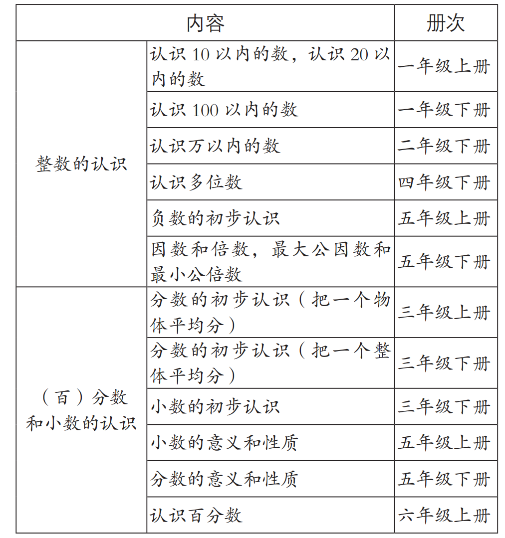 内容 册次
整数的认识
认识 10 以内的数，认识 20 以
内的数
一年级上册
认识 100 以内的数 一年级下册
认识万以内的数 二年级下册
认识多位数 四年级下册
负数的初步认识 五年级上册
因数和倍数，最大公因数和
最小公倍数
五年级下册
（百）分数
和小数的认识
分数的初步认识（把一个物
体平均分）
三年级上册
分数的初步认识（把一个整
体平均分）
三年级下册
小数的初步认识 三年级下册
小数的意义和性质 五年级上册
分数的意义和性质 五年级下册
认识百分数 六年级上册